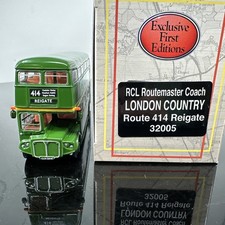 414
REIGATE
Exclusive
First
Editions
RCL Routemaster Coach
LONDON COUNTRY
Route 414 Reigate
32005